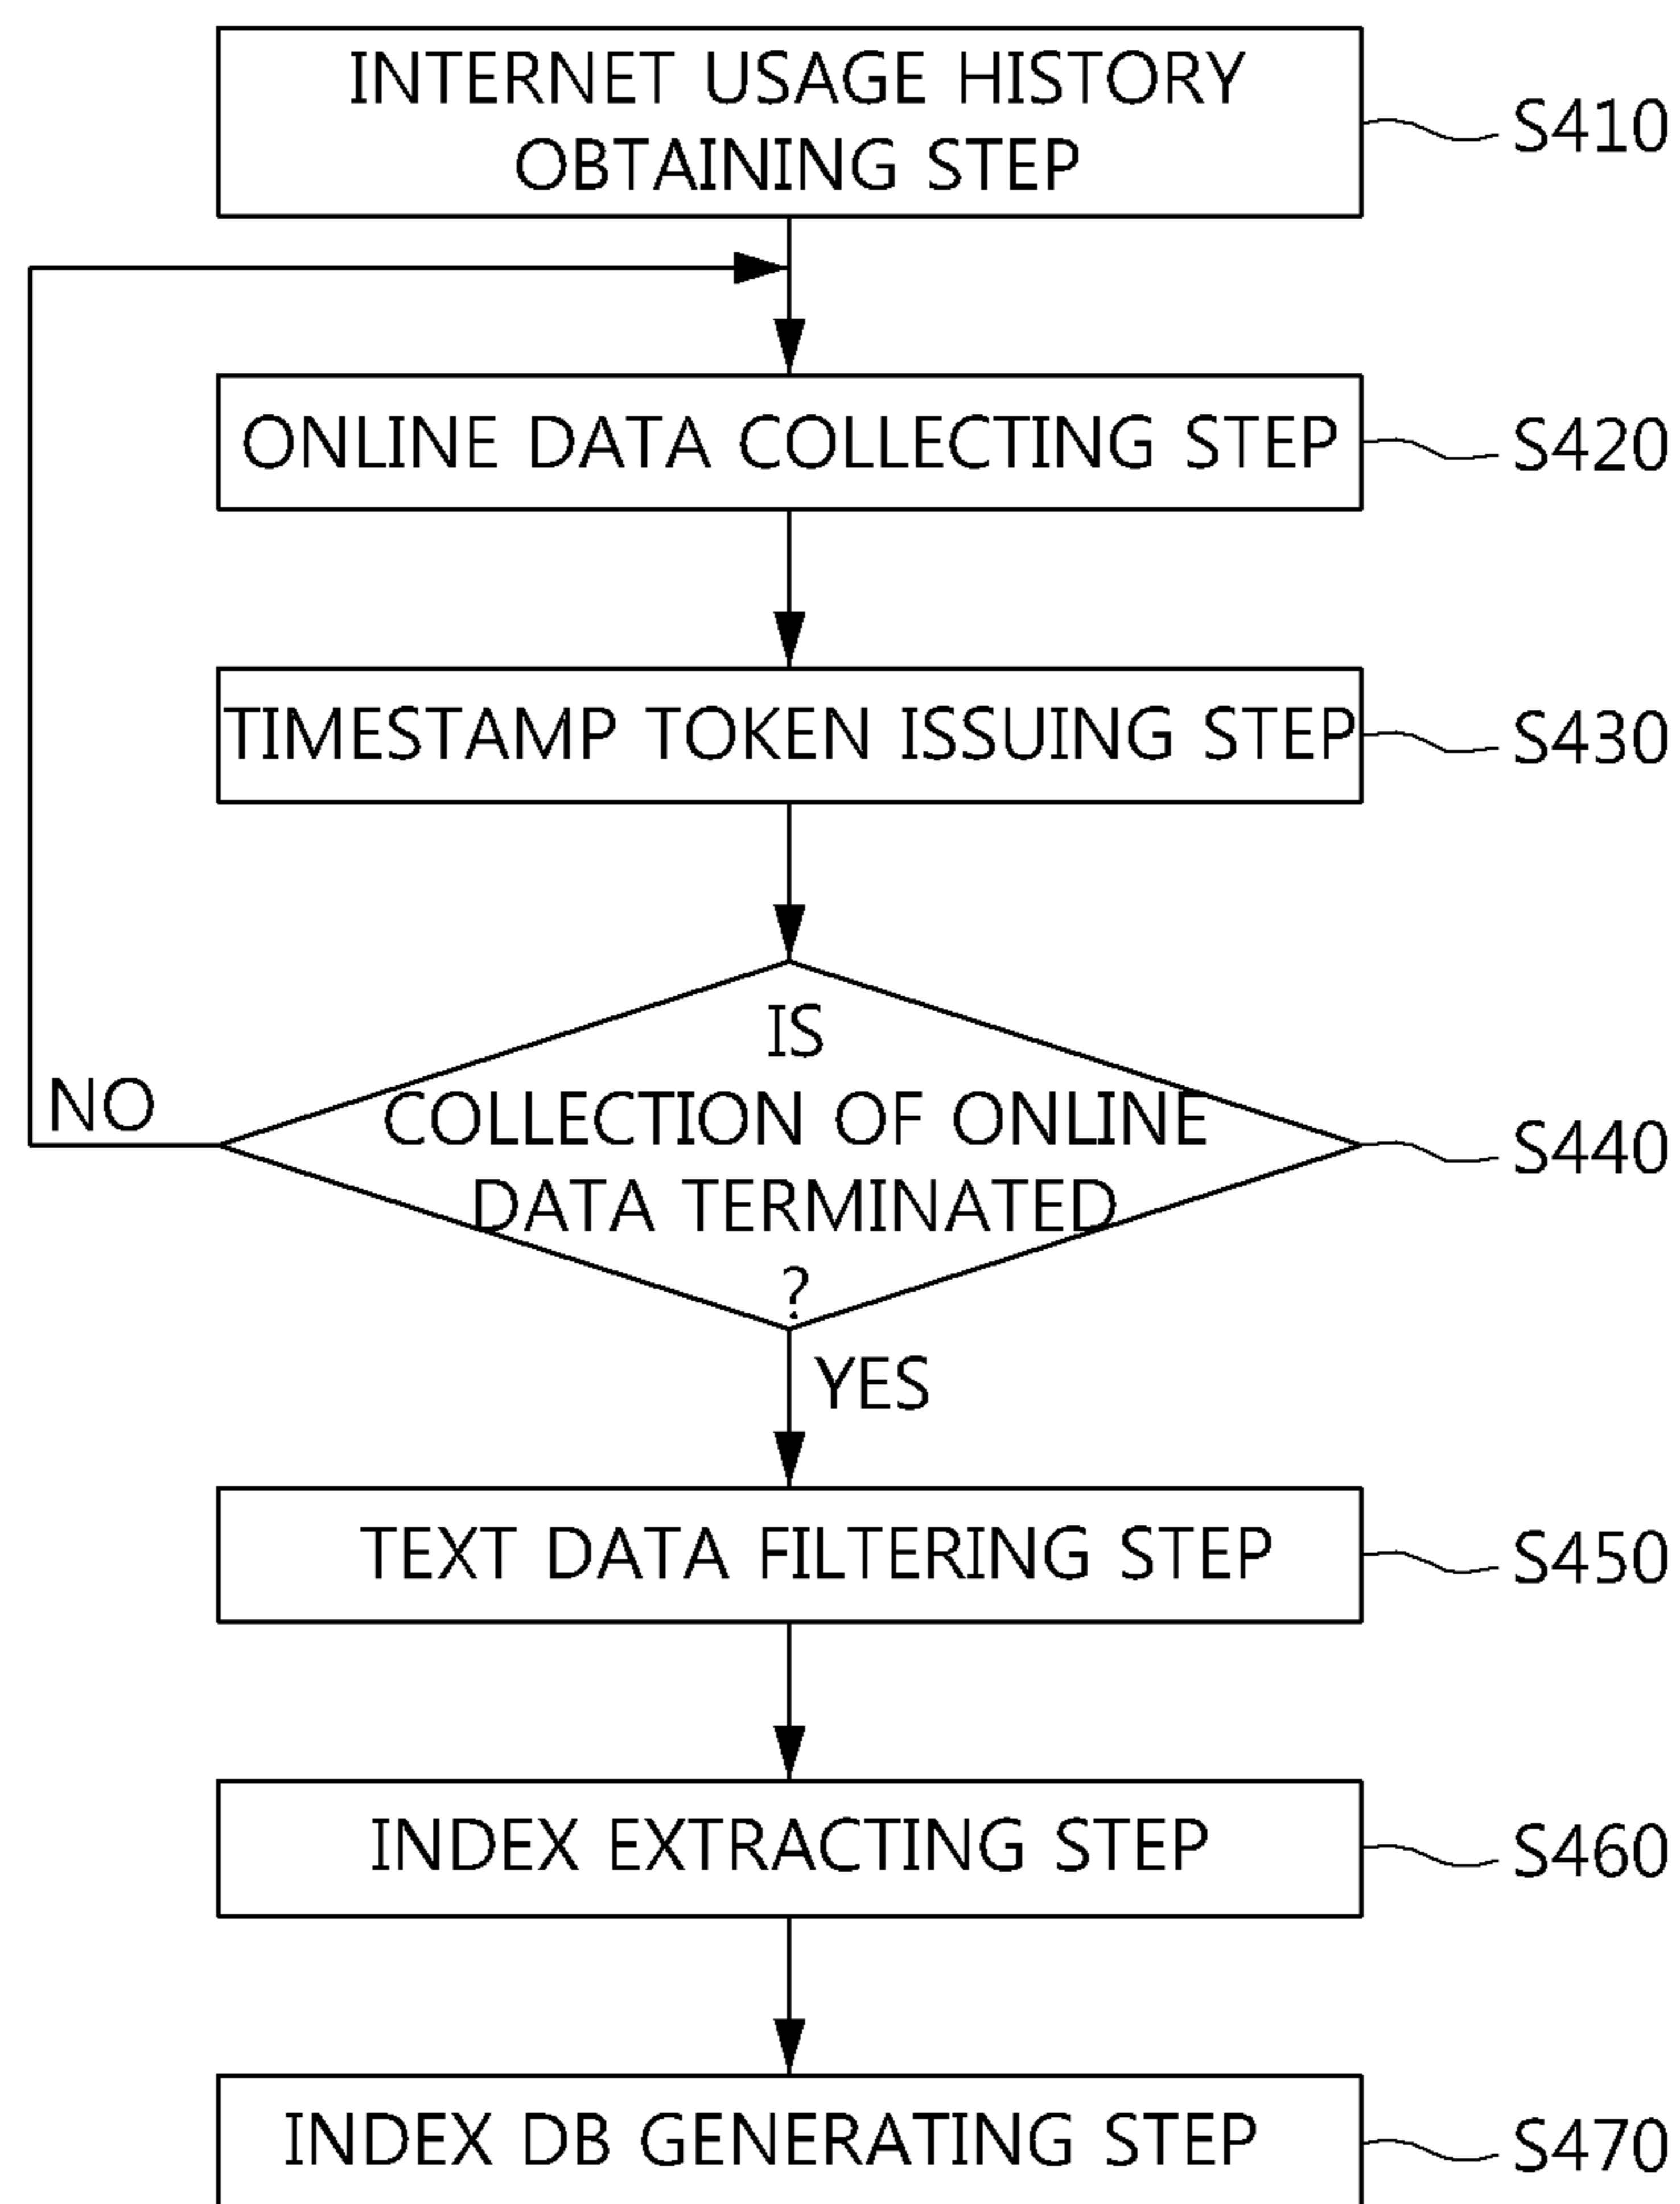 INTERNET USAGE HISTORY
OBTAINING STEP
S410
ONLINE DATA COLLECTING STEP
S420
TIMESTAMP TOKEN ISSUING STEP
S430
IS
COLLECTION OF ONLINE
DATA TERMINATED
?
NO
S440
YES
TEXT DATA FILTERING STEP
S450
INDEX EXTRACTING STEP
S460
INDEX DB GENERATING STEP
S470